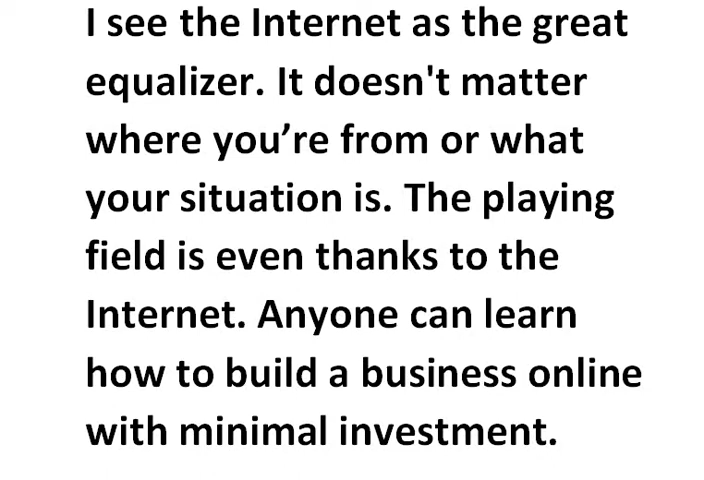 I see the Internet as the great
equalizer. It doesn't matter
where you’re from or what
your situation is. The playing
field is even thanks to the
Internet. Anyone can learn
how to build a business online
with minimal investment.